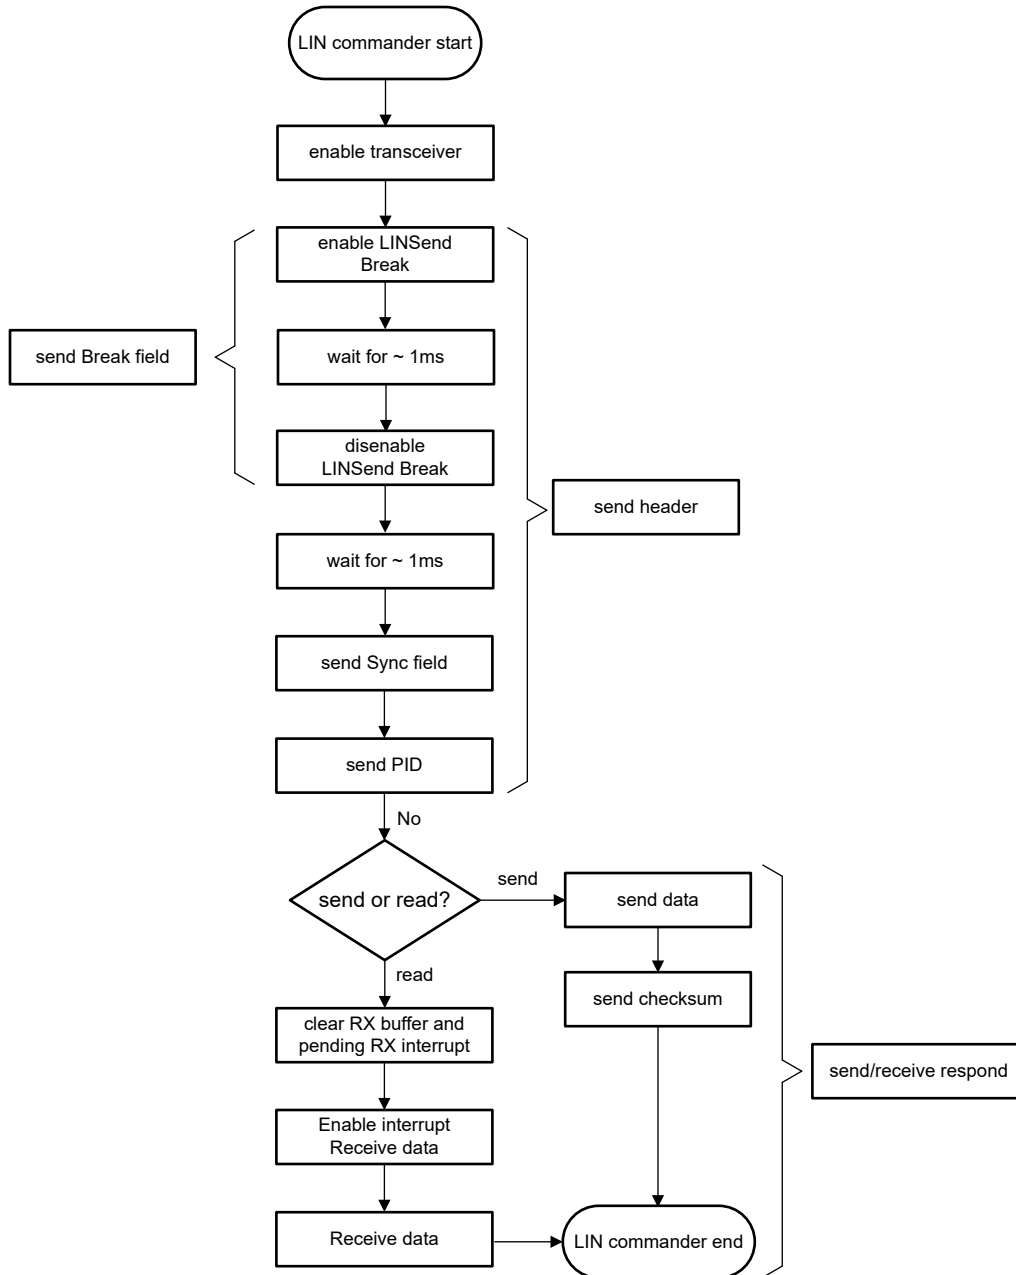 LIN commander start
enable transceiver
enable LINSend
Break
send Break field
wait for ~ 1ms
disenable
LINSend Break
send header
wait for ~ 1ms
send Sync field
send PID
No
send or read?
send
send data
read
send checksum
clear RX buffer and
pending RX interrupt
send/receive respond
Enable interrupt
Receive data
Receive data
LIN commander end